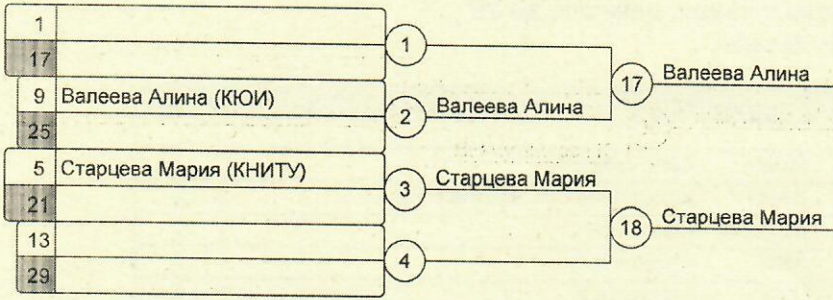 1
17
1
9 Валеева Алина (КЮИ)
25
2 Валеева Алина
17 Валеева Алина
5 Старцева Мария (КНИТУ)
21
3 Старцева Мария
13
29
4
18 Старцева Мария